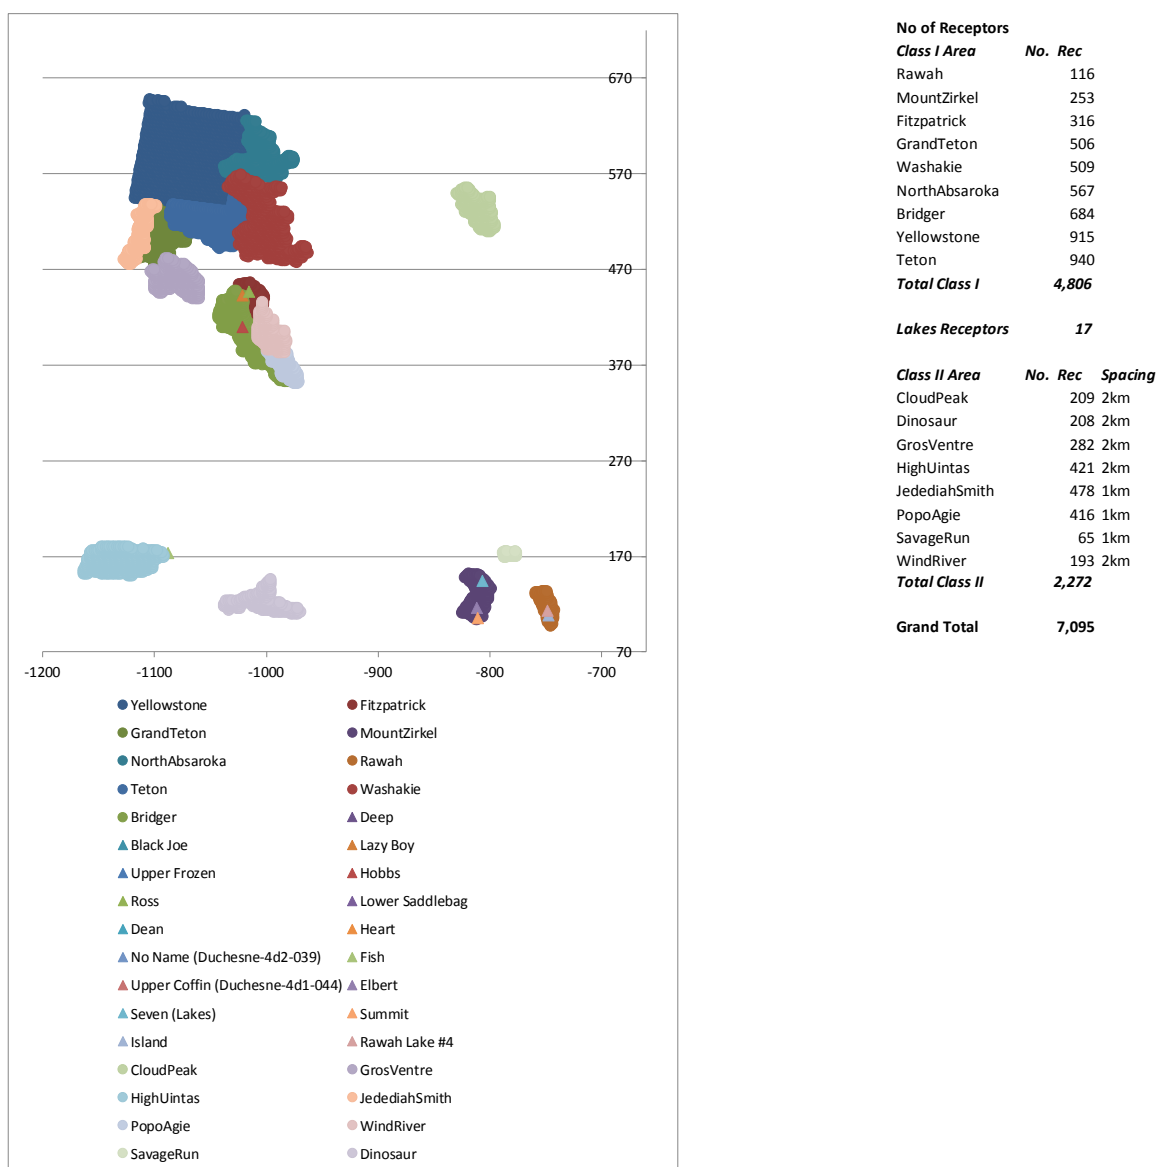 670
570
470
370
270
170
70
-1200 -1100 -1000 -900 -800 -700
Yellowstone Fitzpatrick
GrandTeton MountZirkel
NorthAbsaroka Rawah
Teton Washakie
Bridger Deep
Black Joe Lazy Boy
Upper Frozen Hobbs
Ross Lower Saddlebag
Dean Heart
No Name (Duchesne-4d2-039) Fish
Upper Coffin (Duchesne-4d1-044) Elbert
Seven (Lakes) Summit
Island Rawah Lake #4
CloudPeak GrosVentre
HighUintas JedediahSmith
PopoAgie WindRiver
SavageRun Dinosaur
No of Receptors
Class I Area No. Rec
Rawah 116
MountZirkel 253
Fitzpatrick 316
GrandTeton 506
Washakie 509
NorthAbsaroka 567
Bridger 684
Yellowstone 915
Teton 940
Total Class I 4,806
Lakes Receptors 17
Class II Area No. Rec Spacing
CloudPeak 209 2km
Dinosaur 208 2km
GrosVentre 282 2km
HighUintas 421 2km
JedediahSmith 478 1km
PopoAgie 416 1km
SavageRun 65 1km
WindRiver 193 2km
Total Class II 2,272
Grand Total 7,095